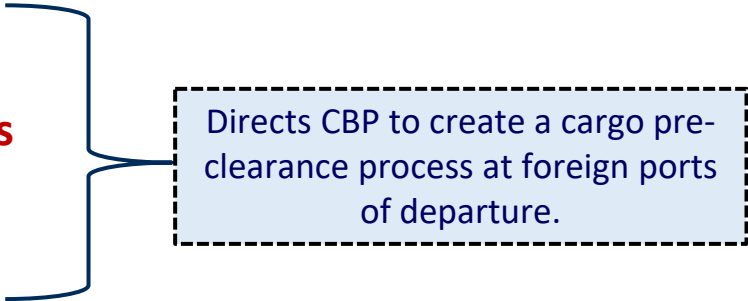 s
Directs CBP to create a cargo pre-
clearance process at foreign ports
of departure.